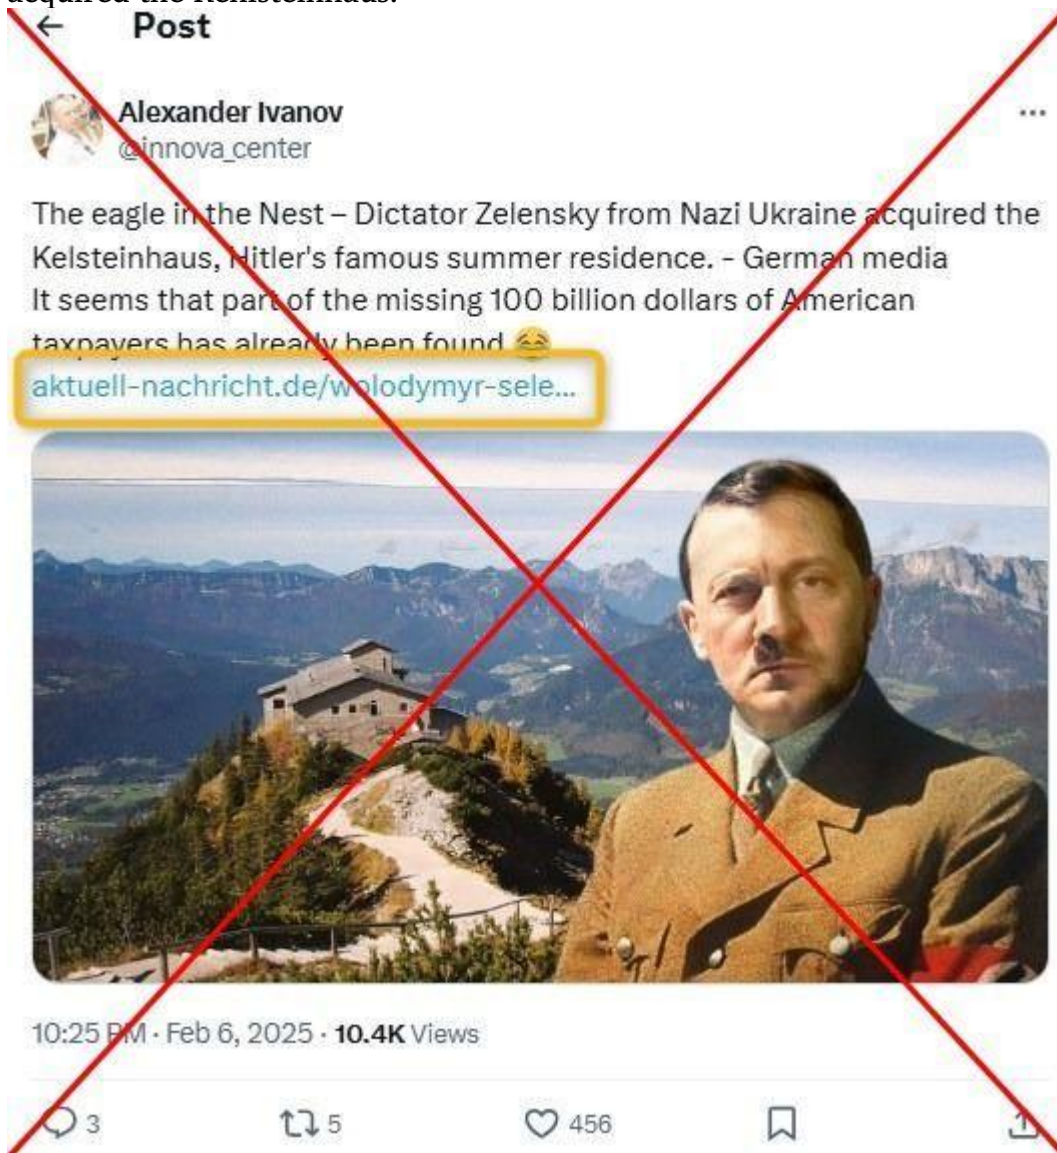 acquired the Kehlsteinhaus.
Post
Alexander Ivanov
@innova_center
The eagle in the Nest – Dictator Zelensky from Nazi Ukraine acquired the
Kelsteinhaus, Hitler's famous summer residence. - German media
It seems that part of the missing 100 billion dollars of American
taxpayers has already been found 😂
aktuell-nachricht.de/wolodymyr-sele...
10:25 PM · Feb 6, 2025 · 10.4K Views
3
5
456